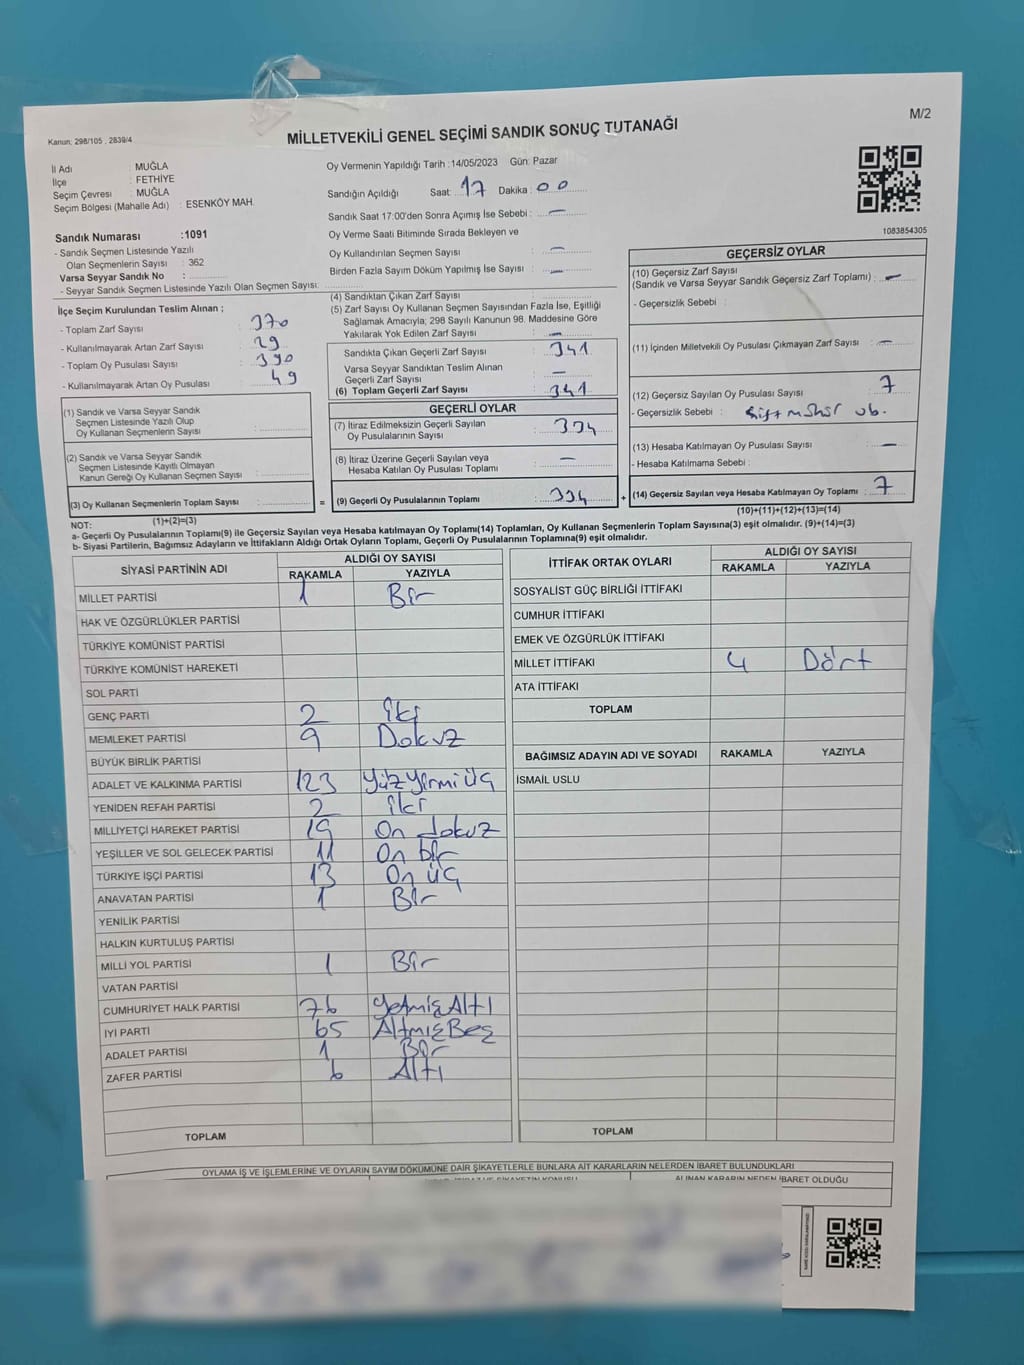 M/2
Kanun; 298/105 , 2839/4
MİLLETVEKİLİ GENEL SEÇİMİ SANDIK SONUÇ TUTANAĞI
İl Adı : MUĞLA
İlçe : FETHİYE
Seçim Çevresi : MUĞLA
Seçim Bölgesi (Mahalle Adı) : ESENKÖY MAH.
Oy Vermenin Yapıldığı Tarih : 14/05/2023 Gün: Pazar
Sandığın Açıldığı Saat: 17 Dakika : 00
Sandık Saat 17:00'den Sonra Açımış İse Sebebi : —
Oy Verme Saati Bitiminde Sırada Bekleyen ve
Oy Kullandırılan Seçmen Sayısı : —
Birden Fazla Sayım Döküm Yapılmış İse Sayısı : —
1083854305
Sandık Numarası :1091
- Sandık Seçmen Listesinde Yazılı
Olan Seçmenlerin Sayısı : 362
Varsa Seyyar Sandık No :
- Seyyar Sandık Seçmen Listesinde Yazılı Olan Seçmen Sayısı:
İlçe Seçim Kurulundan Teslim Alınan ;
- Toplam Zarf Sayısı : 370
- Kullanılmayarak Artan Zarf Sayısı : 29
- Toplam Oy Pusulası Sayısı : 390
- Kullanılmayarak Artan Oy Pusulası : 49
(1) Sandık ve Varsa Seyyar Sandık
Seçmen Listesinde Yazılı Olup
Oy Kullanan Seçmenlerin Sayısı :
(2) Sandık ve Varsa Seyyar Sandık
Seçmen Listesinde Kayıtlı Olmayan
Kanun Gereği Oy Kullanan Seçmen Sayısı :
(3) Oy Kullanan Seçmenlerin Toplam Sayısı :
(1)+(2)=(3)
(4) Sandıktan Çıkan Zarf Sayısı :
(5) Zarf Sayısı Oy Kullanan Seçmen Sayısından Fazla İse, Eşitliği
Sağlamak Amacıyla; 298 Sayılı Kanunun 98. Maddesine Göre
Yakılarak Yok Edilen Zarf Sayısı : —
Sandıkta Çıkan Geçerli Zarf Sayısı : 341
Varsa Seyyar Sandıktan Teslim Alınan
Geçerli Zarf Sayısı : —
(6) Toplam Geçerli Zarf Sayısı : 341
GEÇERLİ OYLAR
(7) İtiraz Edilmeksizin Geçerli Sayılan
Oy Pusulalarının Sayısı : 334
(8) İtiraz Üzerine Geçerli Sayılan veya
Hesaba Katılan Oy Pusulası Toplamı : —
= (9) Geçerli Oy Pusulalarının Toplamı : 334 +
GEÇERSİZ OYLAR
(10) Geçersiz Zarf Sayısı
(Sandık ve Varsa Seyyar Sandık Geçersiz Zarf Toplamı) : —
- Geçersizlik Sebebi :
(11) İçinden Milletvekili Oy Pusulası Çıkmayan Zarf Sayısı : —
(12) Geçersiz Sayılan Oy Pusulası Sayısı : 7
- Geçersizlik Sebebi : Çift mühür vb.
(13) Hesaba Katılmayan Oy Pusulası Sayısı : —
- Hesaba Katılmama Sebebi :
(14) Geçersiz Sayılan veya Hesaba Katılmayan Oy Toplamı : 7
(10)+(11)+(12)+(13)=(14)
NOT:
a- Geçerli Oy Pusulalarının Toplamı(9) ile Geçersiz Sayılan veya Hesaba katılmayan Oy Toplamı(14) Toplamları, Oy Kullanan Seçmenlerin Toplam Sayısına(3) eşit olmalıdır. (9)+(14)=(3)
b- Siyasi Partilerin, Bağımsız Adayların ve İttifakların Aldığı Ortak Oyların Toplamı, Geçerli Oy Pusulalarının Toplamına(9) eşit olmalıdır.
SİYASİ PARTİNİN ADI ALDIĞI OY SAYISI
RAKAMLA YAZIYLA
MİLLET PARTİSİ 1 Bir
HAK VE ÖZGÜRLÜKLER PARTİSİ
TÜRKİYE KOMÜNİST PARTİSİ
TÜRKİYE KOMÜNİST HAREKETİ
SOL PARTİ
GENÇ PARTİ 2 iki
MEMLEKET PARTİSİ 9 Dokuz
BÜYÜK BİRLİK PARTİSİ
ADALET VE KALKINMA PARTİSİ 123 Yüz Yirmi Üç
YENİDEN REFAH PARTİSİ 2 iki
MİLLİYETÇİ HAREKET PARTİSİ 19 On dokuz
YEŞİLLER VE SOL GELECEK PARTİSİ 11 On bir
TÜRKİYE İŞÇİ PARTİSİ 13 On üç
ANAVATAN PARTİSİ 1 Bir
YENİLİK PARTİSİ
HALKIN KURTULUŞ PARTİSİ
MİLLİ YOL PARTİSİ 1 Bir
VATAN PARTİSİ
CUMHURİYET HALK PARTİSİ 76 Yetmiş Altı
İYİ PARTİ 65 Altmış Beş
ADALET PARTİSİ 1 Bir
ZAFER PARTİSİ 6 Altı
TOPLAM
İTTİFAK ORTAK OYLARI ALDIĞI OY SAYISI
RAKAMLA YAZIYLA
SOSYALİST GÜÇ BİRLİĞİ İTTİFAKI
CUMHUR İTTİFAKI
EMEK VE ÖZGÜRLÜK İTTİFAKI
MİLLET İTTİFAKI 4 Dört
ATA İTTİFAKI
TOPLAM
BAĞIMSIZ ADAYIN ADI VE SOYADI RAKAMLA YAZIYLA
İSMAİL USLU
TOPLAM
OYLAMA İŞ VE İŞLEMLERİNE VE OYLARIN SAYIM DÖKÜMÜNE DAİR ŞİKAYETLERLE BUNLARA AİT KARARLARIN NELERDEN İBARET BULUNDUKLARI
ALINAN KARARIN NEDEN İBARET OLDUĞU